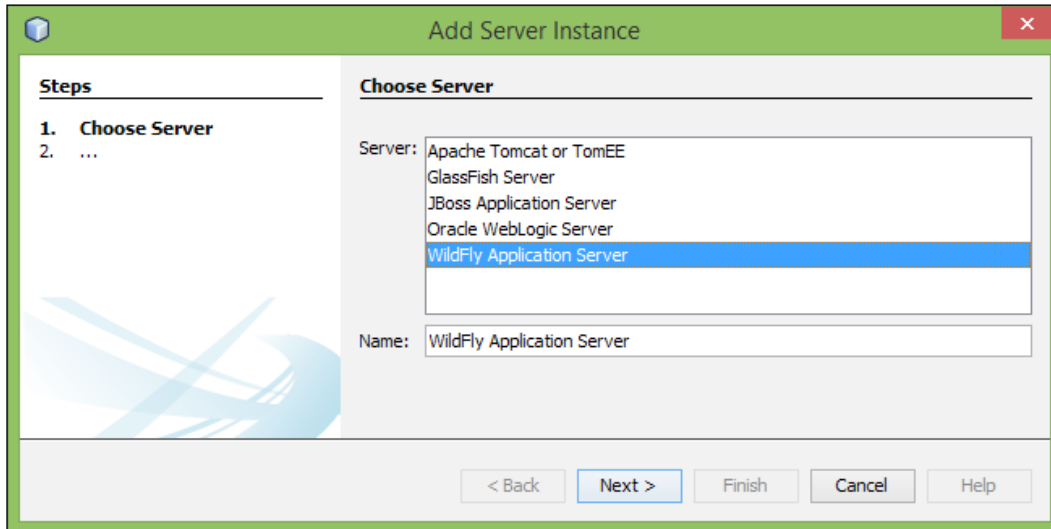 Add Server Instance
Steps
1. Choose Server
2. ...
Choose Server
Server:
Apache Tomcat or TomEE
GlassFish Server
JBoss Application Server
Oracle WebLogic Server
WildFly Application Server
Name: WildFly Application Server
< Back Next > Finish Cancel Help